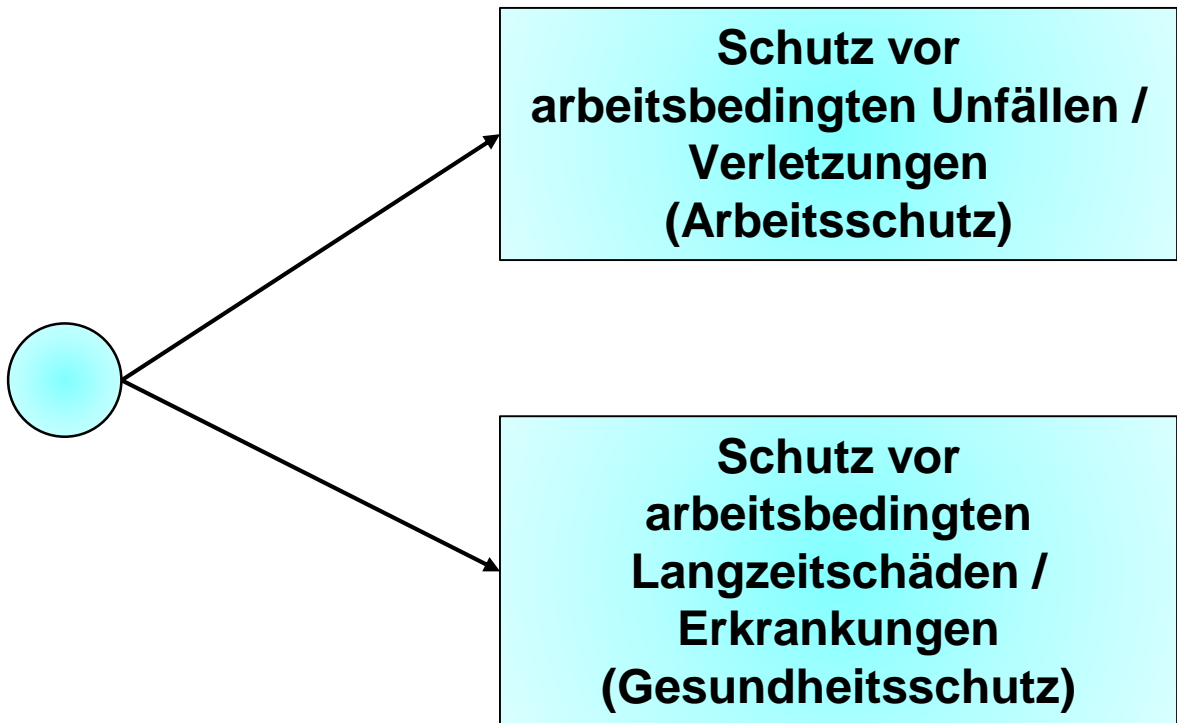 Schutz vor
arbeitsbedingten Unfällen /
Verletzungen
(Arbeitsschutz)
Schutz vor
arbeitsbedingten
Langzeitschäden /
Erkrankungen
(Gesundheitsschutz)